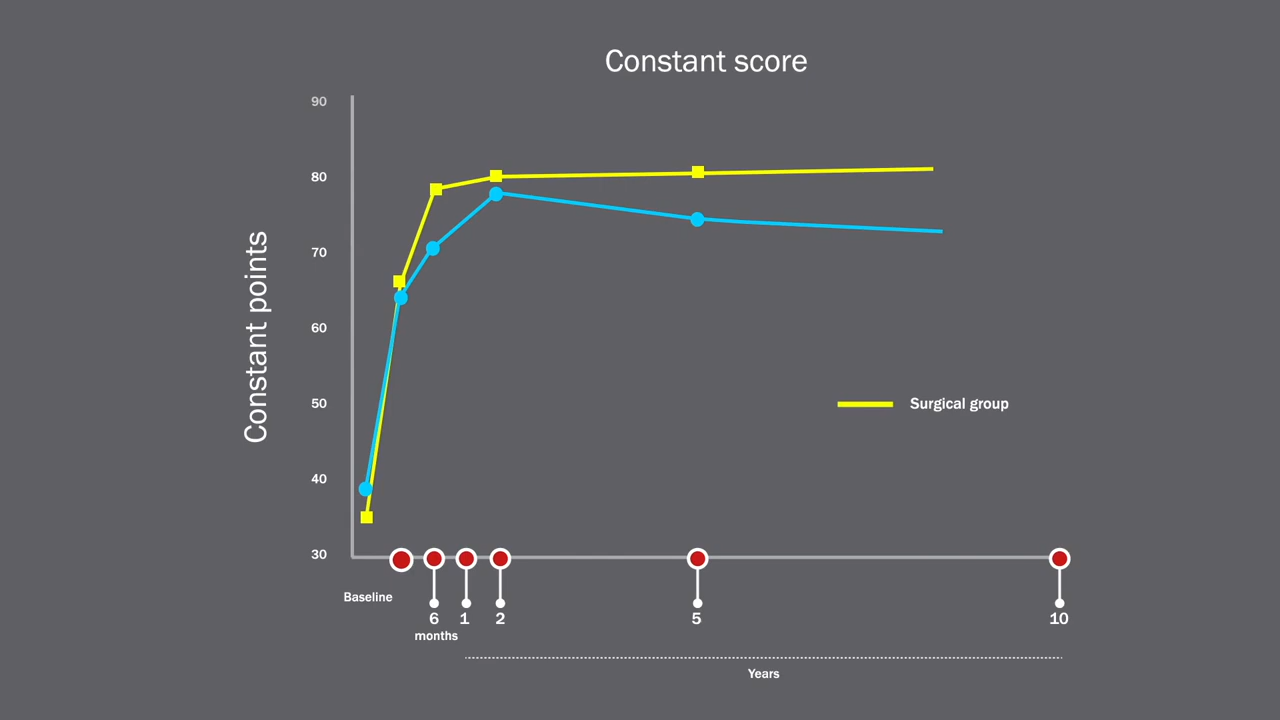 Constant score
Constant points
90
80
70
60
50
40
30
Surgical group
Baseline
6 1 2 5 10
months
Years